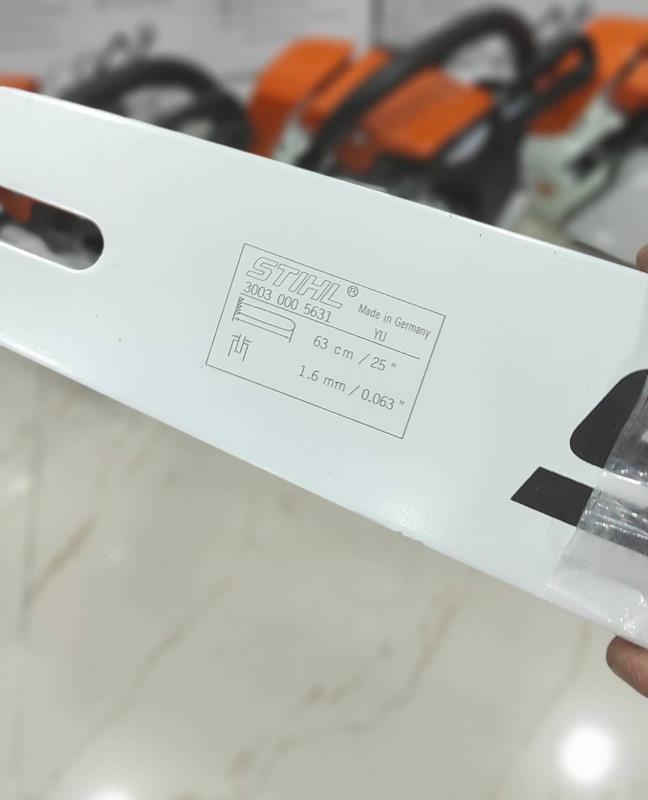 STIHL®
3003 000 5631
Made in Germany
YU
63 cm / 25 "
1.6 mm / 0.063 "